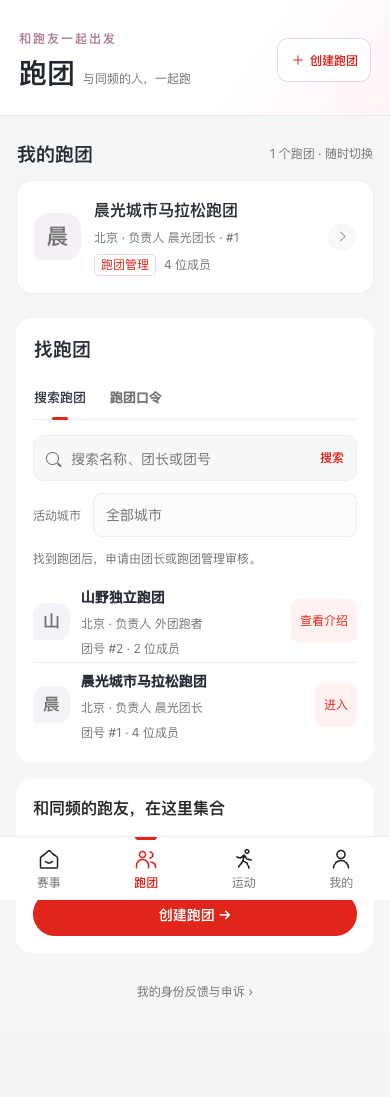 和跑友一起出发
跑团 与同频的人，一起跑
＋ 创建跑团
我的跑团
1 个跑团 · 随时切换
晨
晨光城市马拉松跑团
北京 · 负责人 晨光团长 · #1
跑团管理 4 位成员
找跑团
搜索跑团 跑团口令
搜索名称、团长或团号 搜索
活动城市 全部城市
找到跑团后，申请由团长或跑团管理审核。
山
山野独立跑团
北京 · 负责人 外团跑者
团号 #2 · 2 位成员
查看介绍
晨
晨光城市马拉松跑团
北京 · 负责人 晨光团长
团号 #1 · 4 位成员
进入
和同频的跑友，在这里集合
赛事 跑团 运动 我的
创建跑团 →
我的身份反馈与申诉 ›